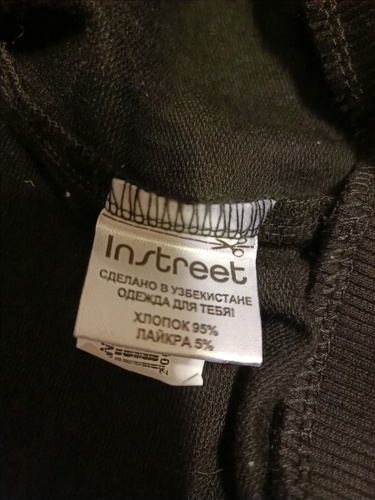 Instreet
СДЕЛАНО В УЗБЕКИСТАНЕ
ОДЕЖДА ДЛЯ ТЕБЯ!
ХЛОПОК 95%
ЛАЙКРА 5%